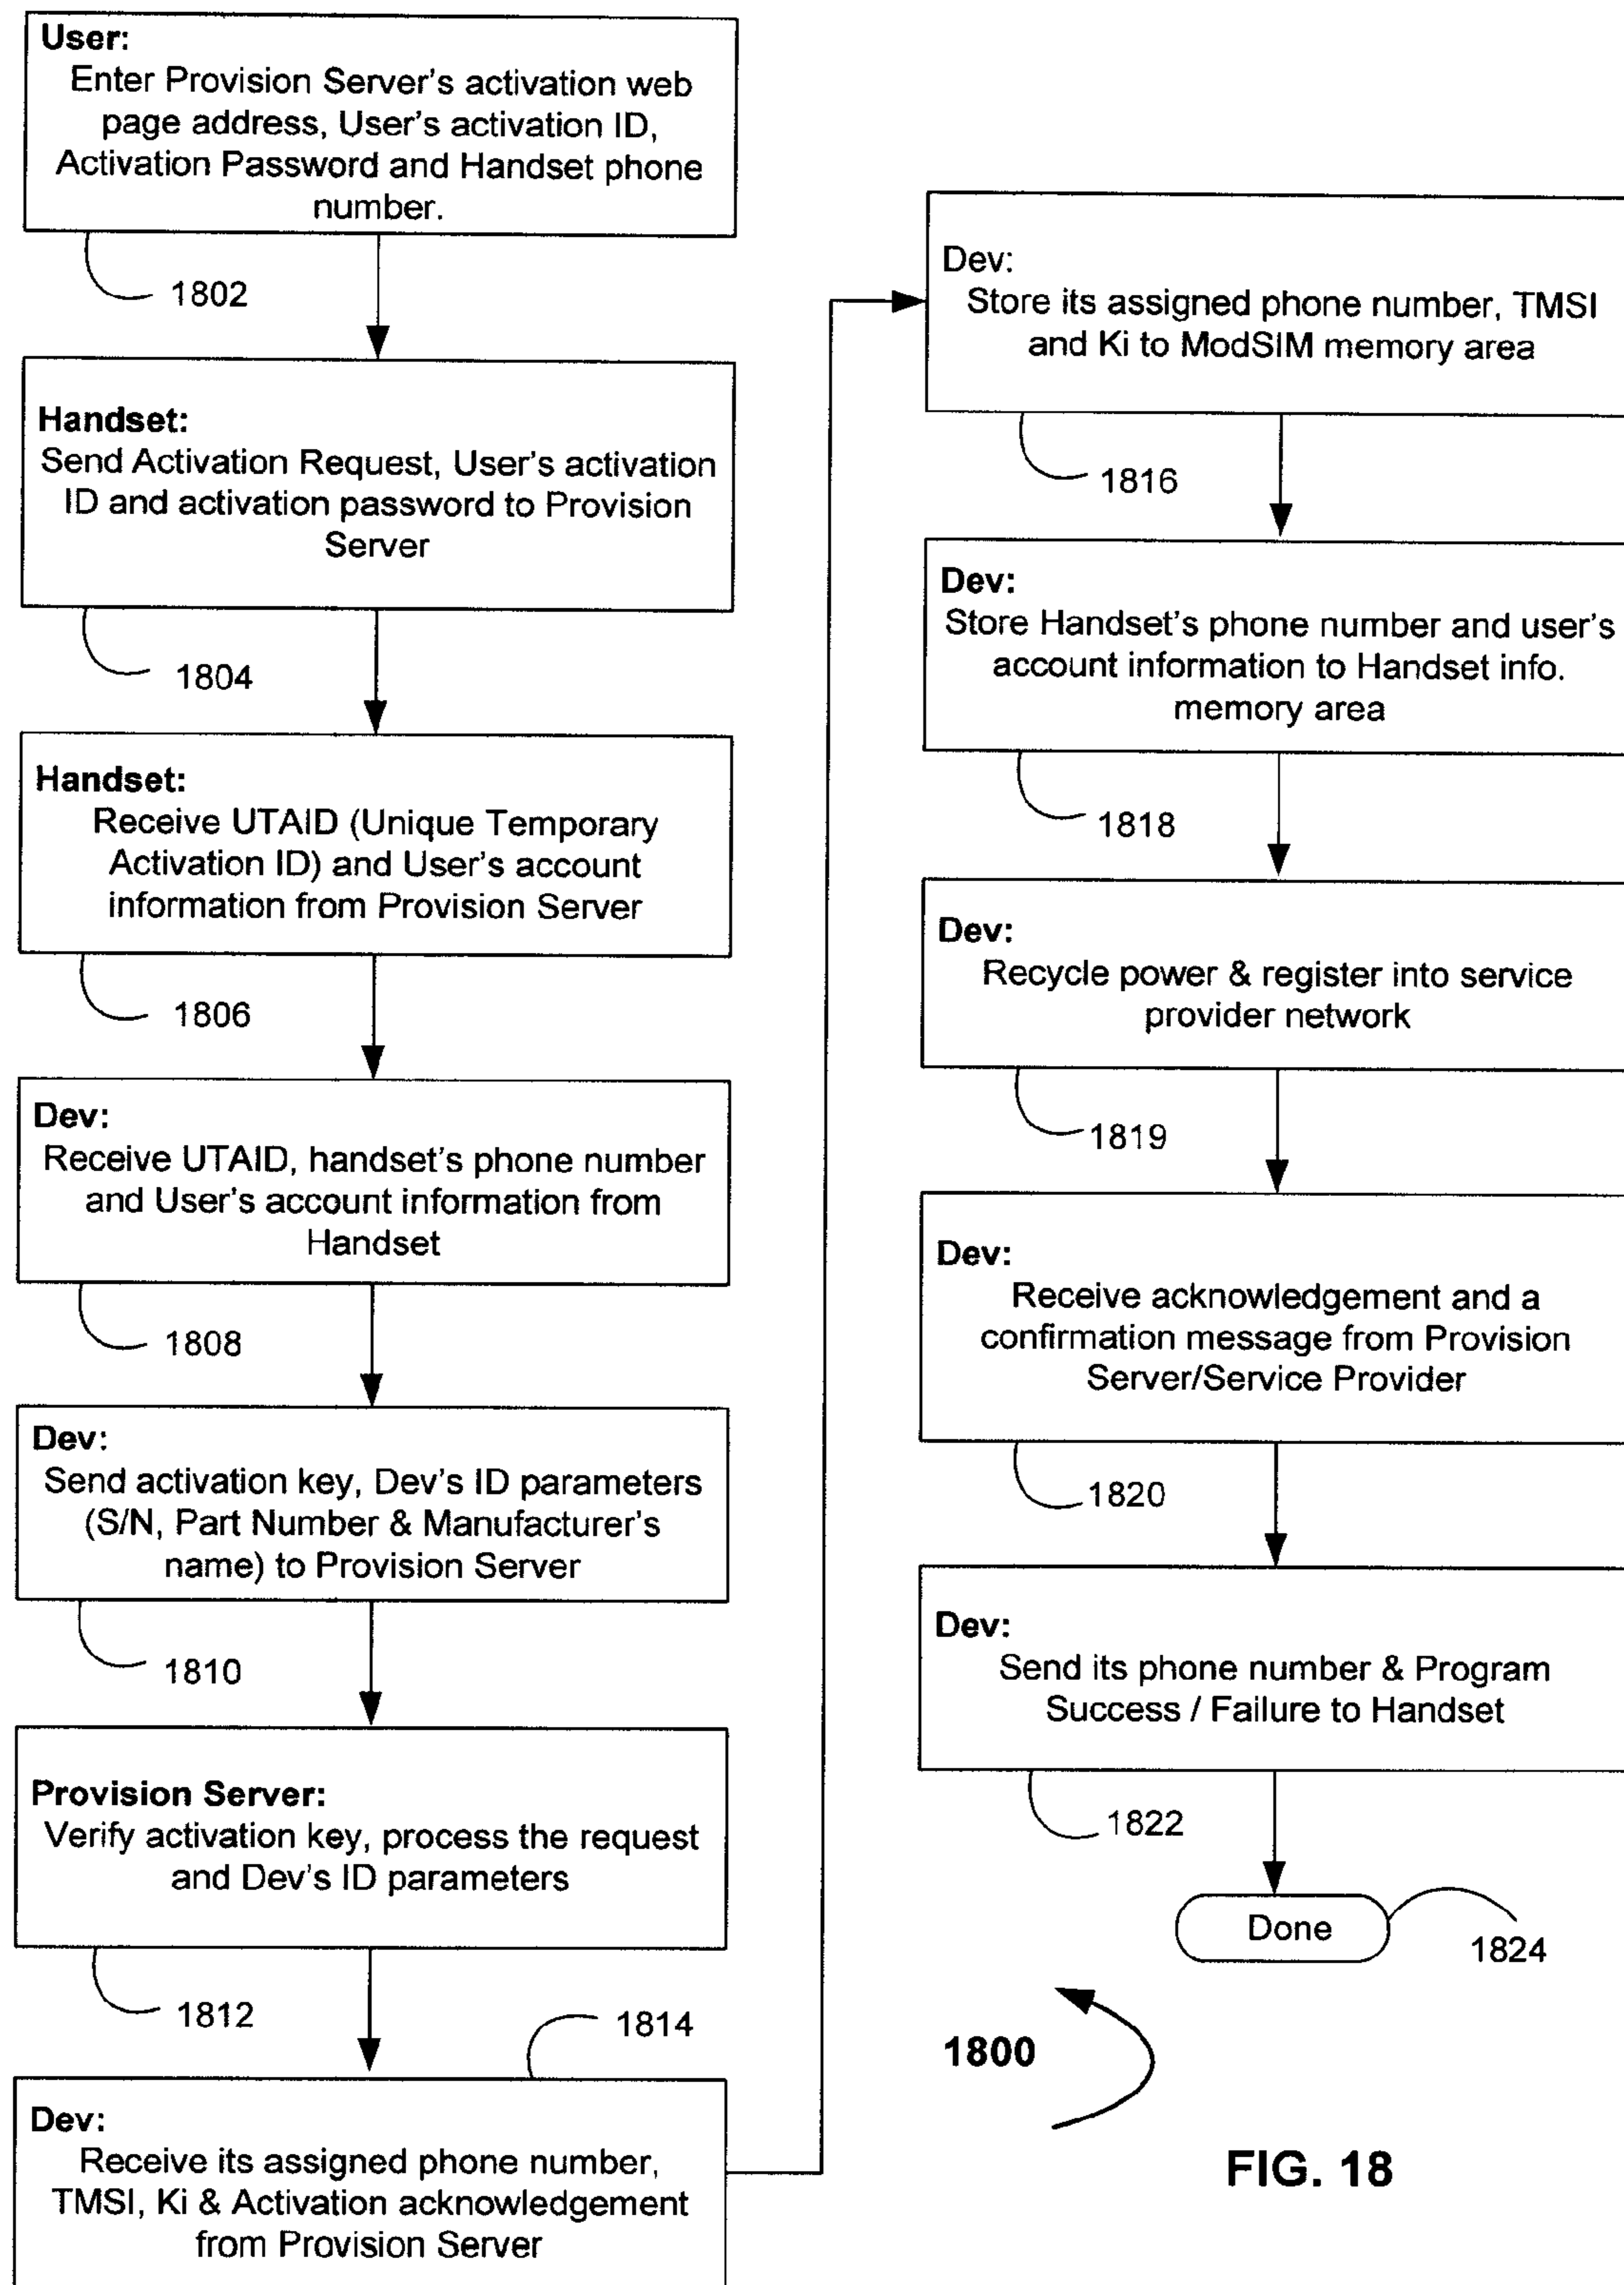 User:
Enter Provision Server's activation web
page address, User's activation ID,
Activation Password and Handset phone
number.
1802
Handset:
Send Activation Request, User's activation
ID and activation password to Provision
Server
1804
Handset:
Receive UTAID (Unique Temporary
Activation ID) and User's account
information from Provision Server
1806
Dev:
Receive UTAID, handset's phone number
and User's account information from
Handset
1808
Dev:
Send activation key, Dev's ID parameters
(S/N, Part Number & Manufacturer's
name) to Provision Server
1810
Provision Server:
Verify activation key, process the request
and Dev's ID parameters
1812
1814
Dev:
Receive its assigned phone number,
TMSI, Ki & Activation acknowledgement
from Provision Server
Dev:
Store its assigned phone number, TMSI
and Ki to ModSIM memory area
1816
Dev:
Store Handset's phone number and user's
account information to Handset info.
memory area
1818
Dev:
Recycle power & register into service
provider network
1819
Dev:
Receive acknowledgement and a
confirmation message from Provision
Server/Service Provider
1820
Dev:
Send its phone number & Program
Success / Failure to Handset
1822
Done
1824
1800
FIG. 18